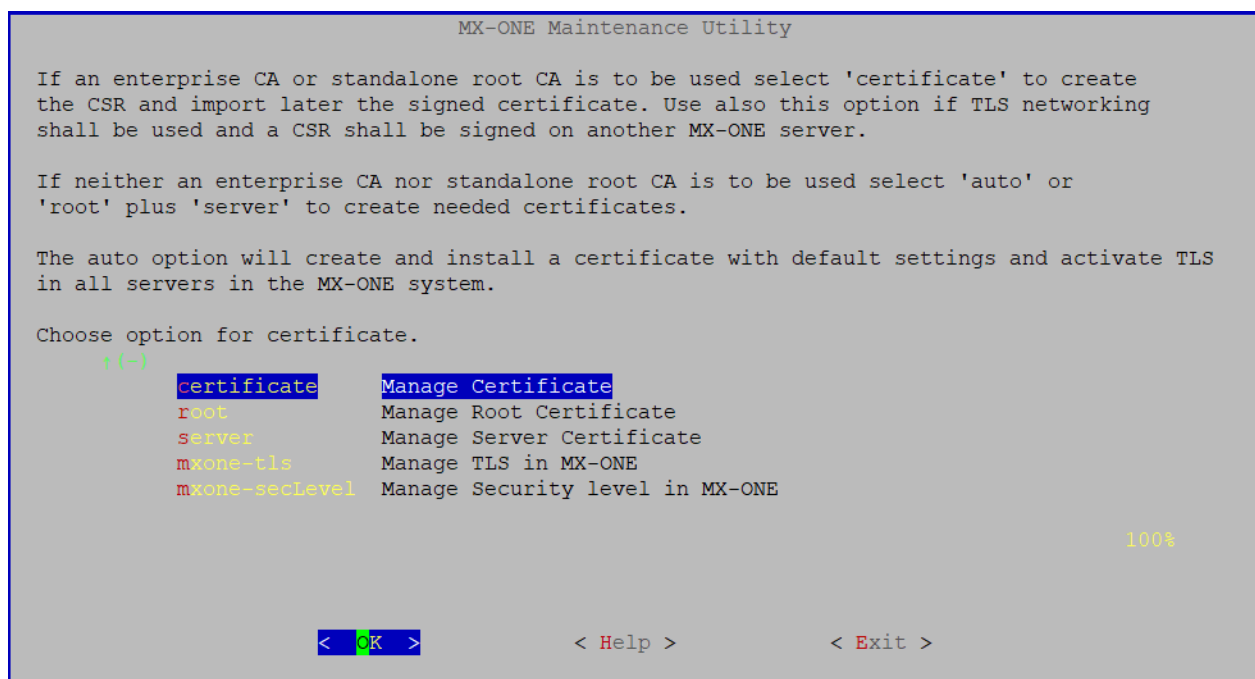 MX-ONE Maintenance Utility
If an enterprise CA or standalone root CA is to be used select 'certificate' to create
the CSR and import later the signed certificate. Use also this option if TLS networking
shall be used and a CSR shall be signed on another MX-ONE server.
If neither an enterprise CA nor standalone root CA is to be used select 'auto' or
'root' plus 'server' to create needed certificates.
The auto option will create and install a certificate with default settings and activate TLS
in all servers in the MX-ONE system.
Choose option for certificate.
↑(-)
certificate Manage Certificate
root Manage Root Certificate
server Manage Server Certificate
mxone-tls Manage TLS in MX-ONE
mxone-secLevel Manage Security level in MX-ONE
100%
< OK > < Help > < Exit >